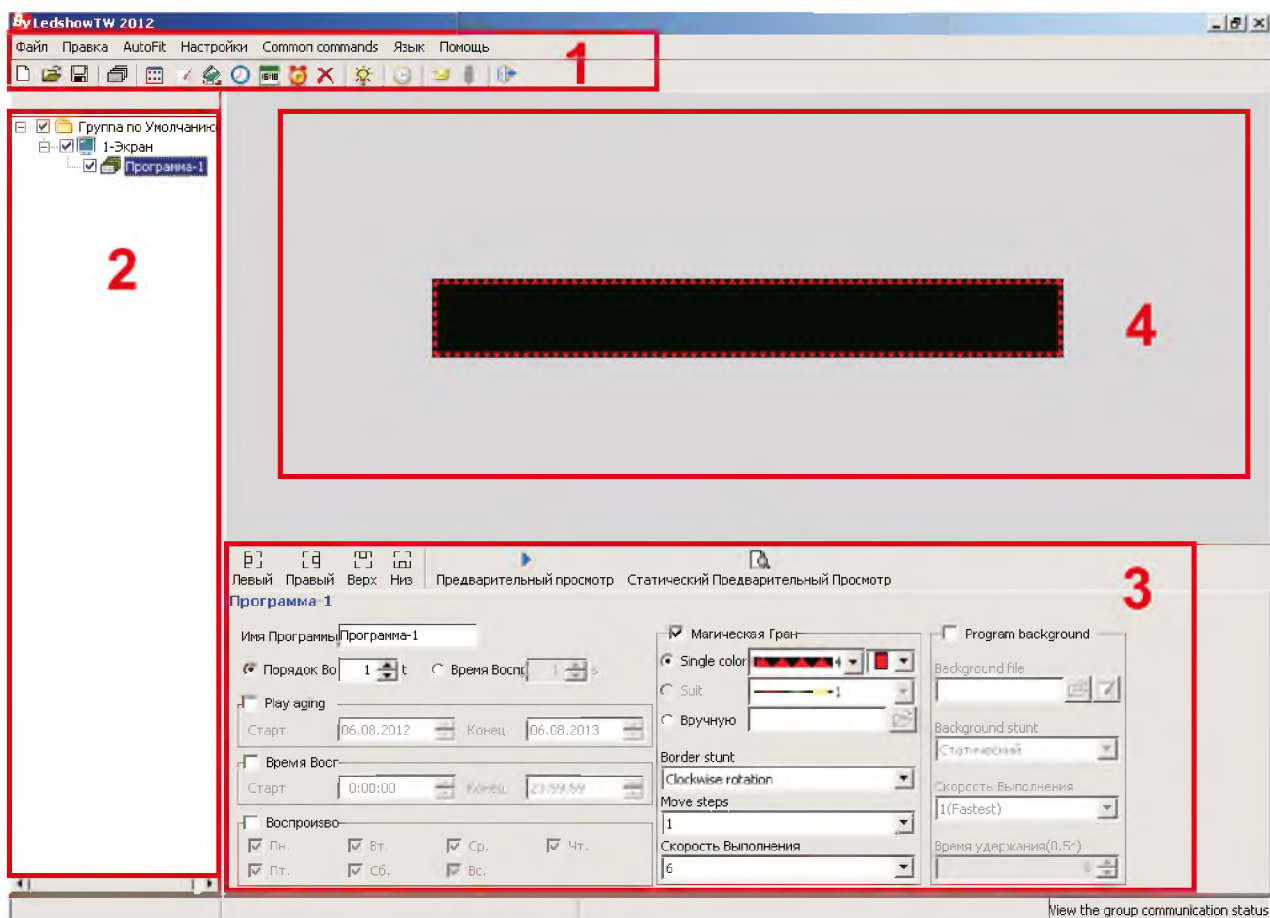 LedshowTW 2012
Файл Правка AutoFit Настройки Common commands Язык Помощь
1
Группа по Умолчанию
1-Экран
Программа-1
2
4
Левый Правый Верх Низ Предварительный просмотр Статический Предварительный Просмотр
3
Программа-1
Имя Программы Программа-1
Порядок Во 1 t Время Воспр 1 s
Play aging
Старт 06.08.2012 Конец 06.08.2013
Время Восп
Старт 0:00:00 Конец 23:59:59
Воспроизво
Пн. Вт. Ср. Чт.
Пт. Сб. Вс.
Магическая Гран
Single color 4
Suit 1
Вручную
Border stunt
Clockwise rotation
Move steps
1
Скорость Выполнения
6
Program background
Background file
Background stunt
Статический
Скорость Выполнения
1(Fastest)
Время удержания(0.5с)
View the group communication status